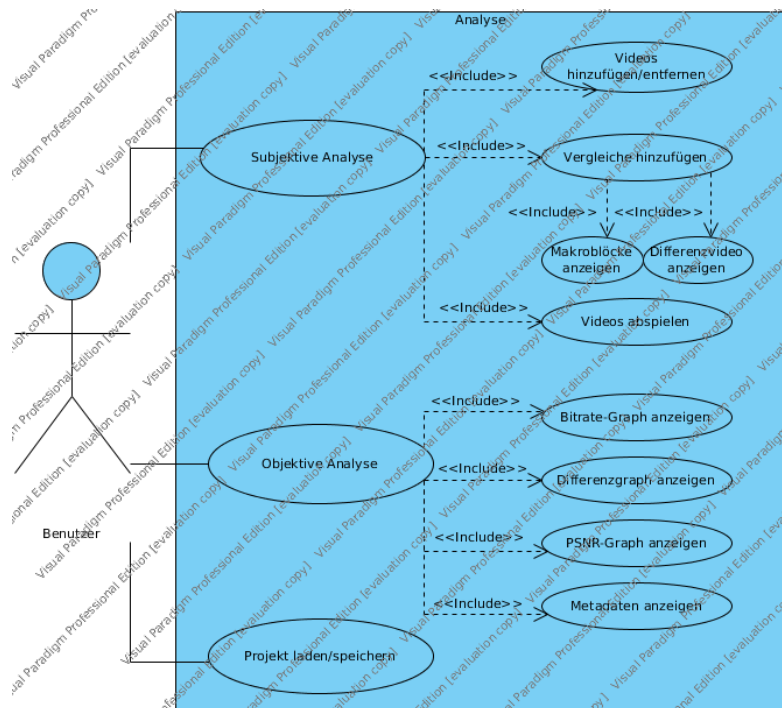 Analyse
Videos
hinzufügen/entfernen
<<Include>>
Subjektive Analyse
<<Include>>
Vergleiche hinzufügen
<<Include>>
<<Include>>
Makroblöcke
anzeigen
Differenzvideo
anzeigen
<<Include>>
Videos abspielen
<<Include>>
Bitrate-Graph anzeigen
Objektive Analyse
<<Include>>
Differenzgraph anzeigen
Benutzer
<<Include>>
PSNR-Graph anzeigen
<<Include>>
Metadaten anzeigen
Projekt laden/speichern
Visual Paradigm Professional Edition [evaluation copy]